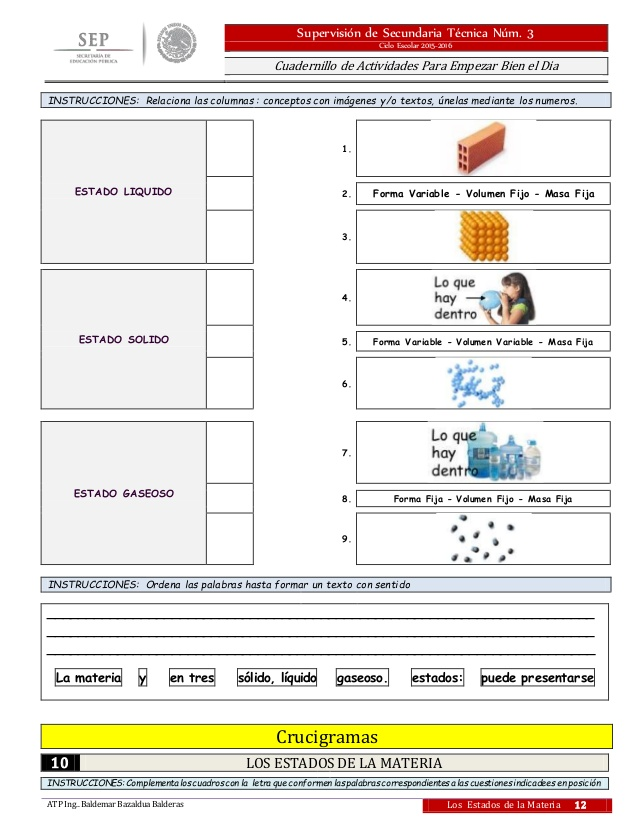 SEP
SECRETARÍA DE
EDUCACIÓN PÚBLICA
Supervisión de Secundaria Técnica Núm. 3
Ciclo Escolar 2015-2016
Cuadernillo de Actividades Para Empezar Bien el Día
INSTRUCCIONES: Relaciona las columnas : conceptos con imágenes y/o textos, únelas mediante los numeros.
ESTADO LIQUIDO
1.
2. Forma Variable - Volumen Fijo - Masa Fija
3.
ESTADO SOLIDO
4. Lo que
hay
dentro
5. Forma Variable - Volumen Variable - Masa Fija
6.
ESTADO GASEOSO
7. Lo que
hay
dentro
8. Forma Fija - Volumen Fijo - Masa Fija
9.
INSTRUCCIONES: Ordena las palabras hasta formar un texto con sentido
La materia y en tres sólido, líquido gaseoso. estados: puede presentarse
Crucigramas
10 LOS ESTADOS DE LA MATERIA
INSTRUCCIONES: Complementa los cuadros con la letra que conformen las palabras correspondientes a las cuestiones indicadees en posición
ATP Ing.. Baldemar Bazaldua Balderas
Los Estados de la Materia 12